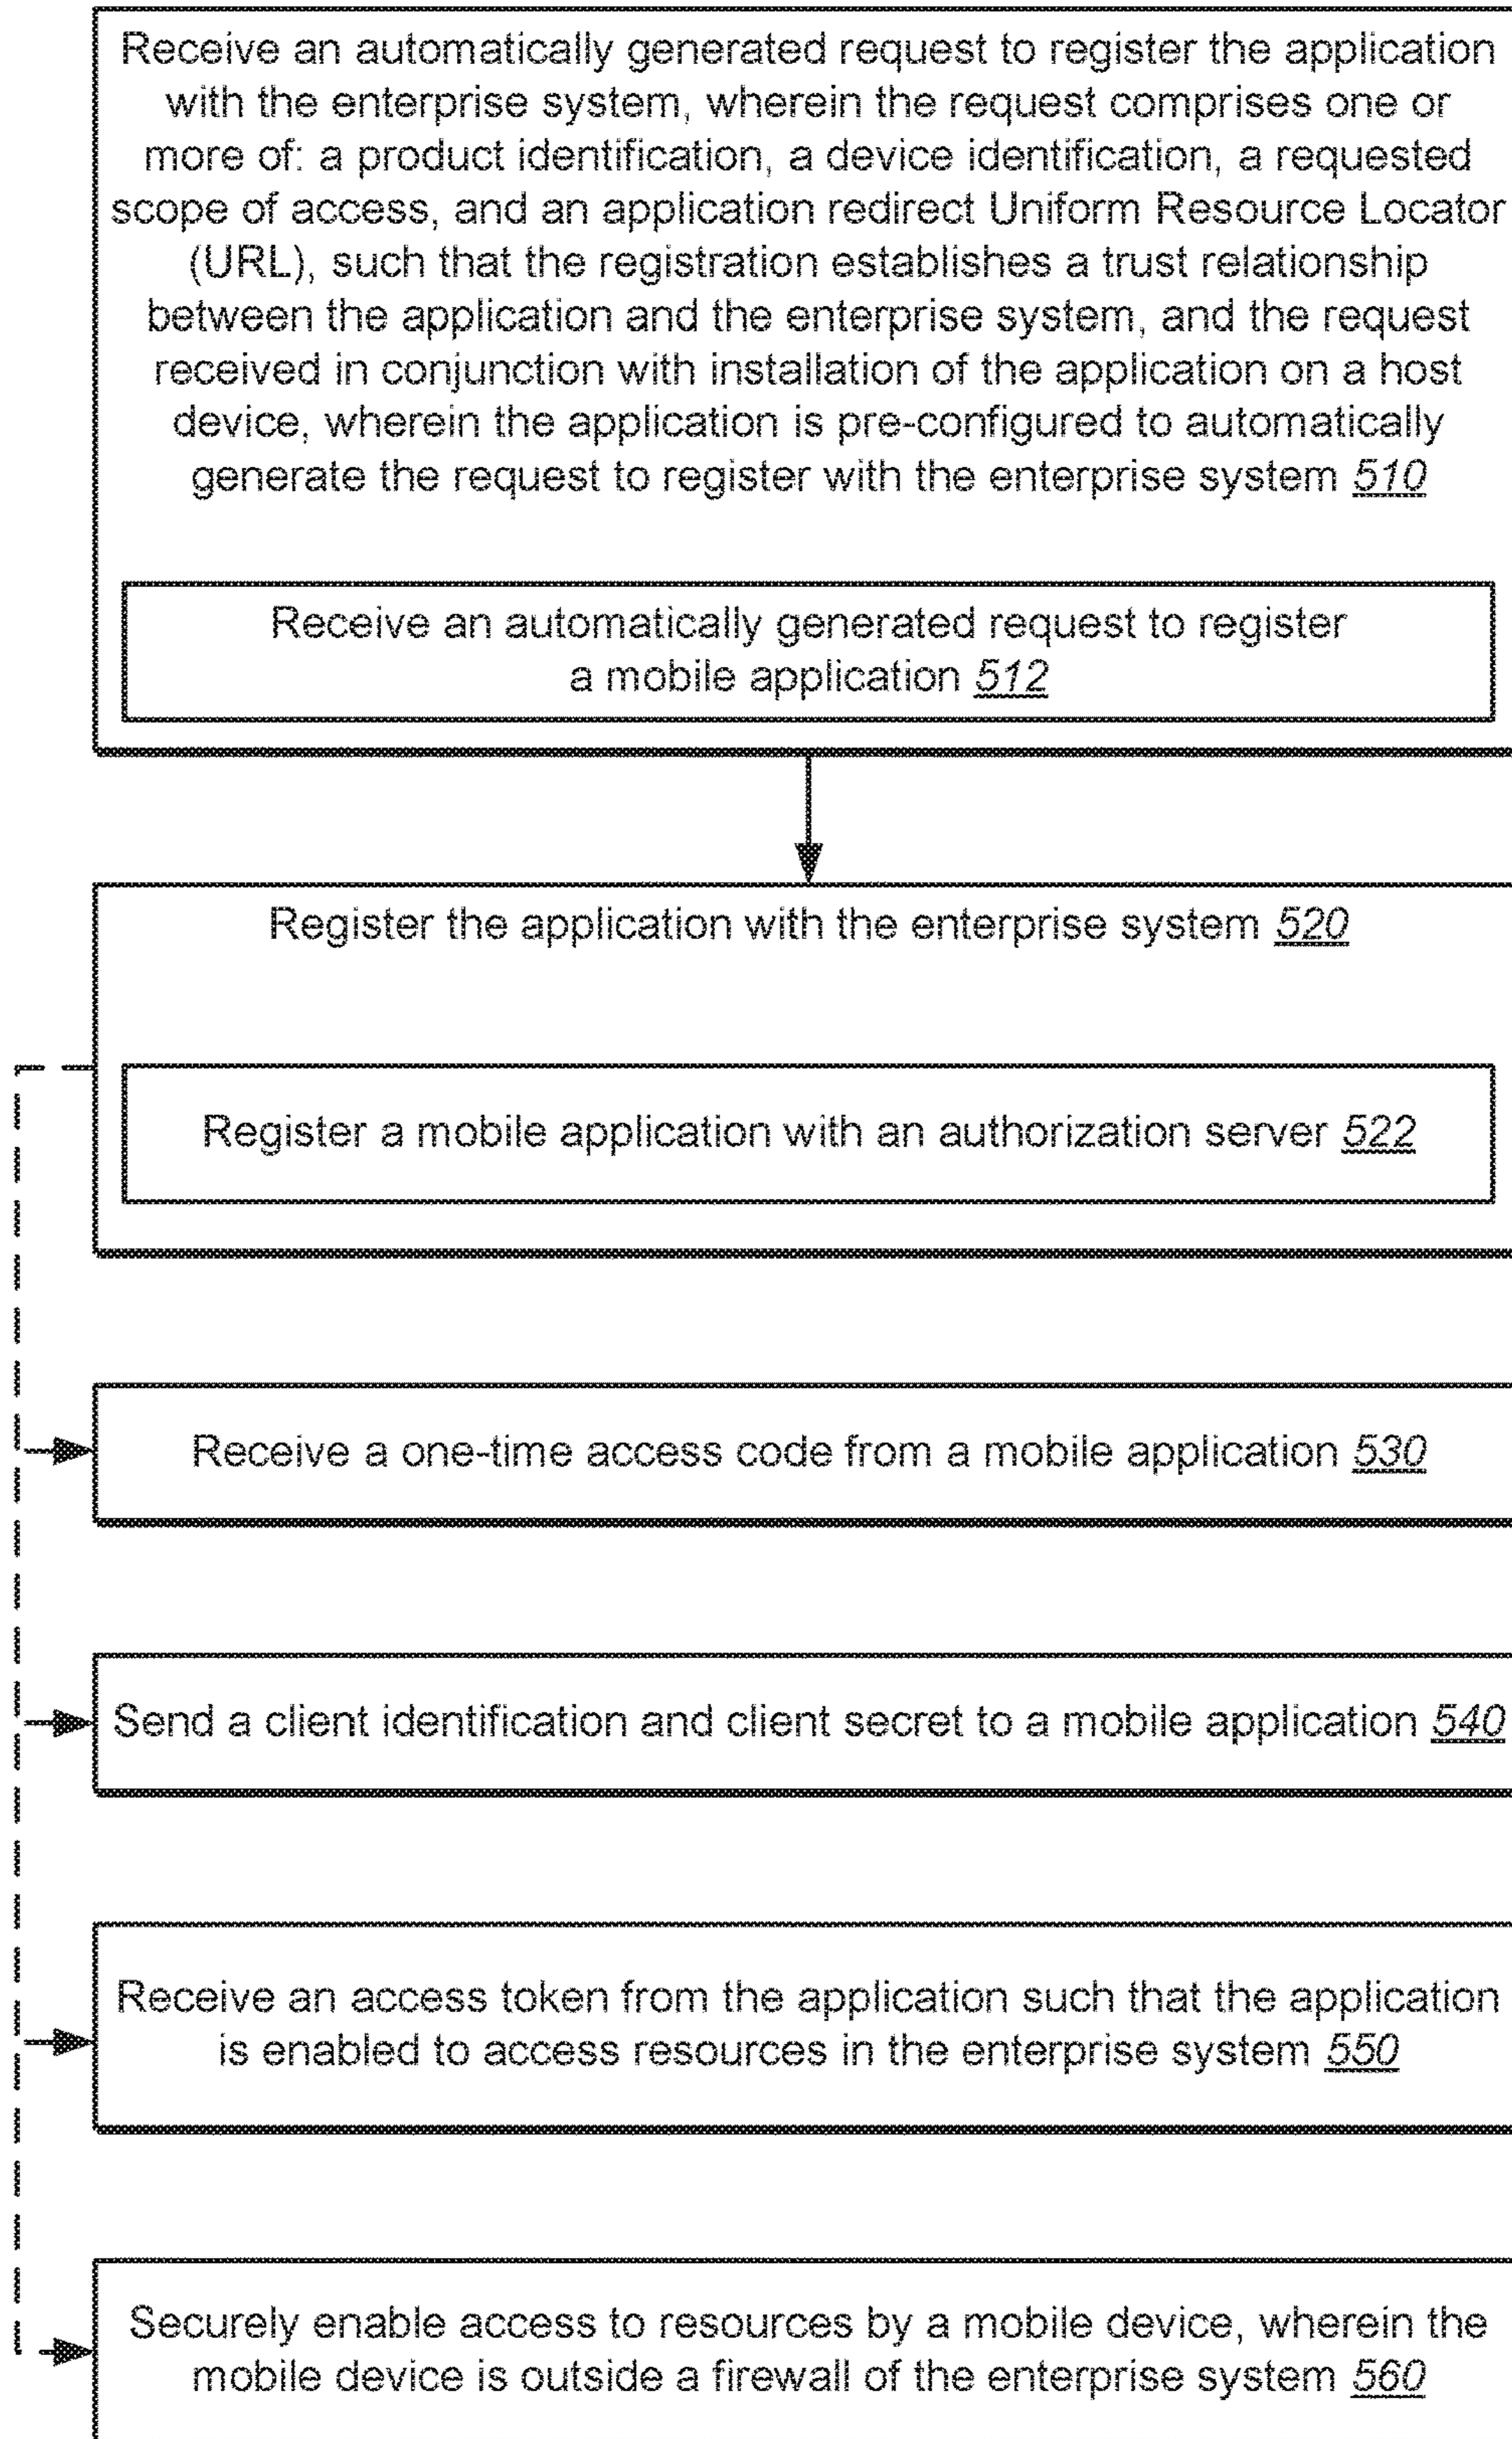 Receive an automatically generated request to register the application
with the enterprise system, wherein the request comprises one or
more of: a product identification, a device identification, a requested
scope of access, and an application redirect Uniform Resource Locator
(URL), such that the registration establishes a trust relationship
between the application and the enterprise system, and the request
received in conjunction with installation of the application on a host
device, wherein the application is pre-configured to automatically
generate the request to register with the enterprise system 510
Receive an automatically generated request to register
a mobile application 512
Register the application with the enterprise system 520
Register a mobile application with an authorization server 522
Receive a one-time access code from a mobile application 530
Send a client identification and client secret to a mobile application 540
Receive an access token from the application such that the application
is enabled to access resources in the enterprise system 550
Securely enable access to resources by a mobile device, wherein the
mobile device is outside a firewall of the enterprise system 560